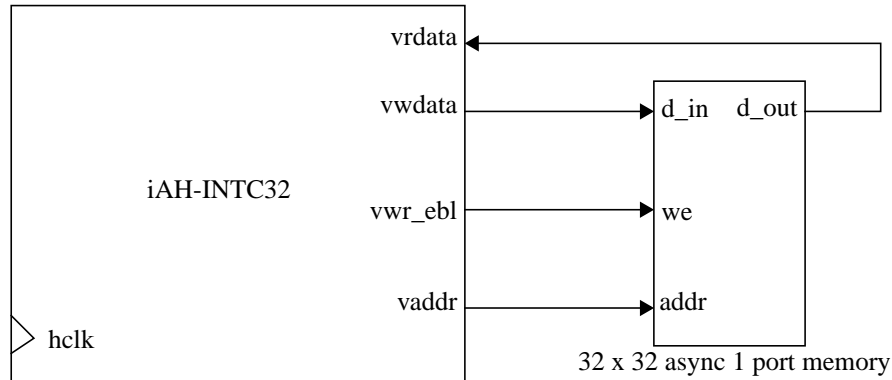 vrdata
vwdata
d_in d_out
iAH-INTC32
vwr_ebl
we
vaddr
addr
hclk
32 x 32 async 1 port memory